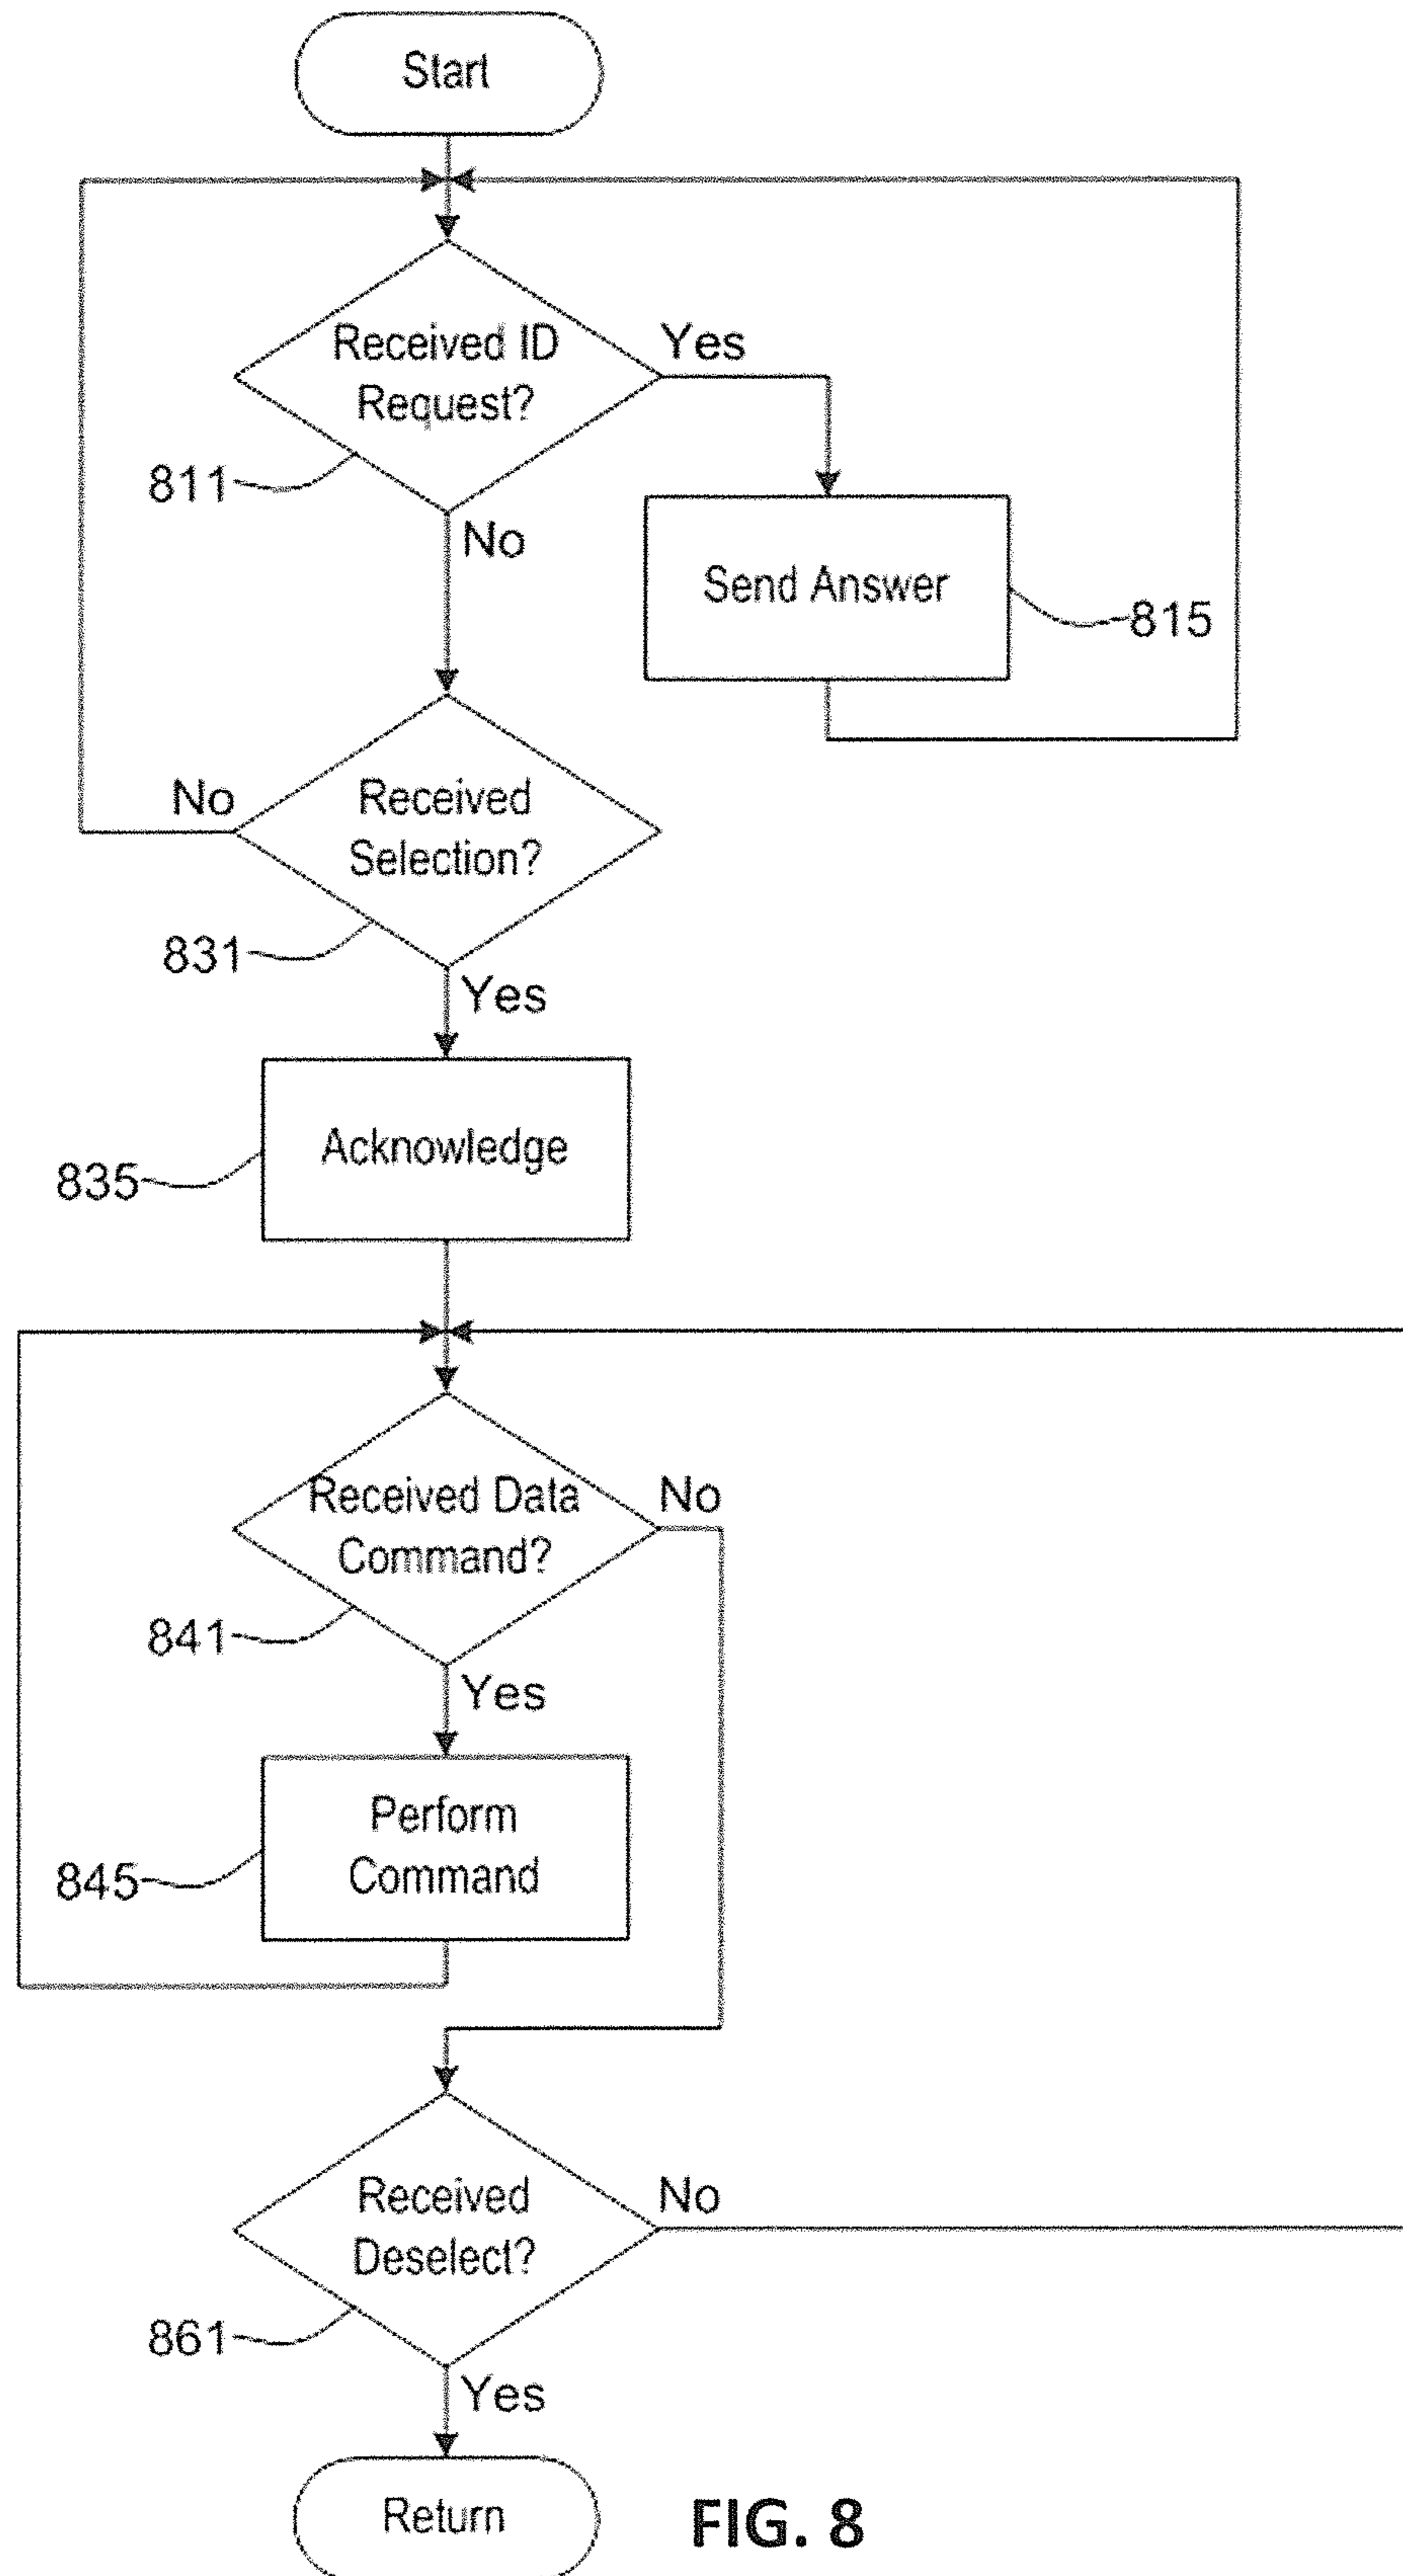 Start
Received ID
Request?
Yes
811
No
Send Answer
815
No
Received
Selection?
831
Yes
Acknowledge
835
Received Data
Command?
No
841
Yes
Perform
Command
845
Received
Deselect?
No
861
Yes
Return
FIG. 8